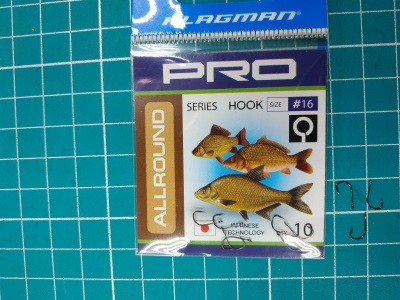 FLAGMAN
PRO
SERIES HOOK SIZE #16
ALLROUND
JAPANESE
TECHNOLOGY
10